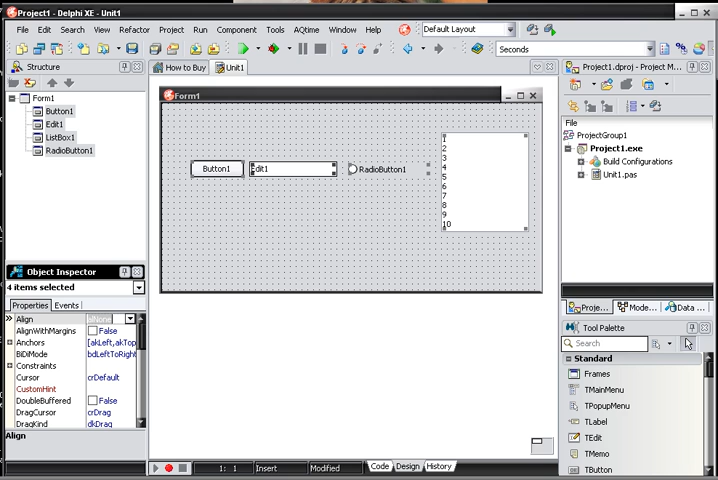 Project1 - Delphi XE - Unit1
File Edit Search View Refactor Project Run Component Tools AQtime Window Help
Default Layout
Seconds
Structure
Form1
Button1
Edit1
ListBox1
RadioButton1
Object Inspector
4 items selected
Properties Events
Align alNone
AlignWithMargins False
Anchors [akLeft,akTop
BiDiMode bdLeftToRight
Constraints
Cursor crDefault
CustomHint
DoubleBuffered False
DragCursor crDrag
DragKind dkDrag
Align
How to Buy Unit1
Form1
Button1
Edit1
RadioButton1
1
2
3
4
5
6
7
8
9
10
1: 1 Insert Modified
Code Design History
Project1.dproj - Project M...
File
ProjectGroup1
Project1.exe
Build Configurations
Unit1.pas
Proje... Mode... Data ...
Tool Palette
Search
Standard
Frames
TMainMenu
TPopupMenu
TLabel
TEdit
TMemo
TButton